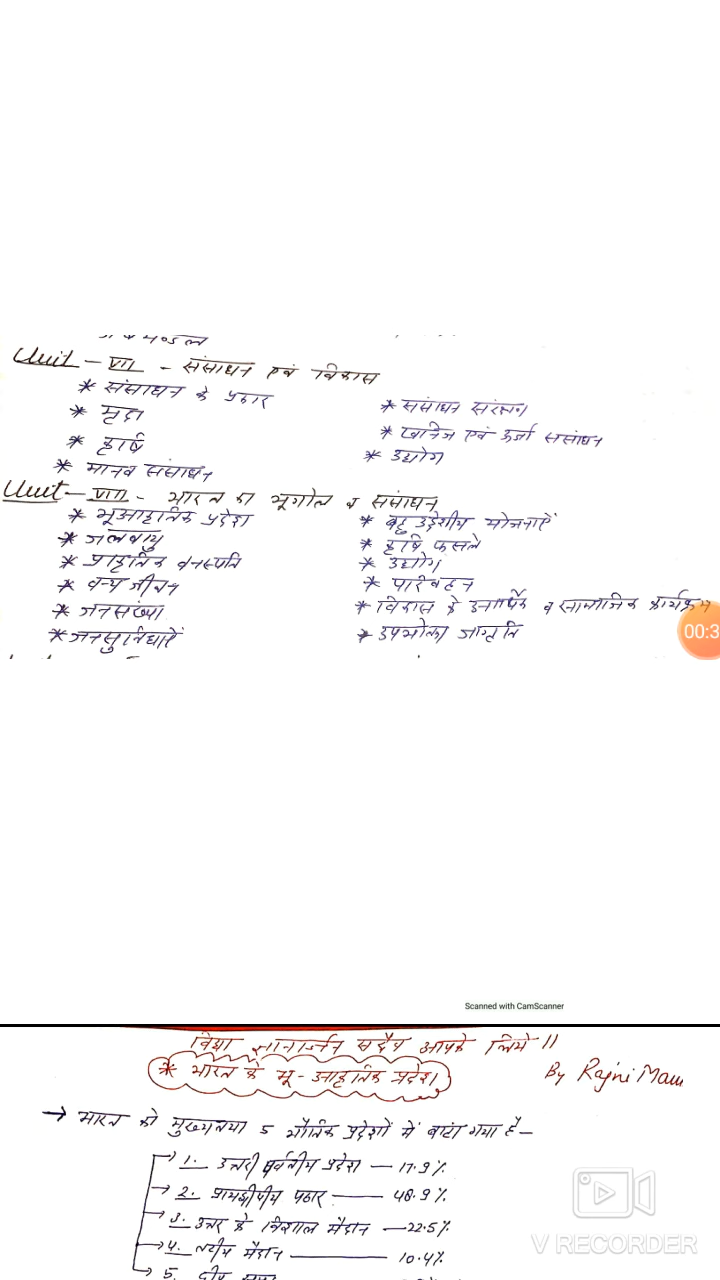 Unit - VII - संसाधन एवं विकास
* संसाधन के प्रकार
* संसाधन संरक्षण
* मृदा
* खनिज एवं ऊर्जा संसाधन
* कृषि
* उद्योग
* मानव संसाधन
Unit - VIII - भारत का भूगोल व संसाधन
* भूआकृतिक प्रदेश
* बहुउद्देशीय योजनाएँ
* जलवायु
* कृषि फसलें
* प्राकृतिक वनस्पति
* उद्योग
* वन्य जीवन
* परिवहन
* जनसंख्या
* विकास के आर्थिक व सामाजिक कार्यक्रम
* जनसुविधाऐं
* उपभोक्ता जागृति
00:3
Scanned with CamScanner
विद्या ज्ञानार्जन सदैव आपके लिये ॥
* भारत के भू-आकृतिक प्रदेश
By Rajni Mam
→ भारत को मुख्यतया 5 भौतिक प्रदेशों में बांटा गया है -
→ 1. उत्तरी पर्वतीय प्रदेश — 17.9%
→ 2. प्रायद्वीपीय पठार — 48.9%
→ 3. उत्तर के विशाल मैदान — 22.5%
→ 4. तटीय मैदान — 10.4%
→ 5.
V RECORDER